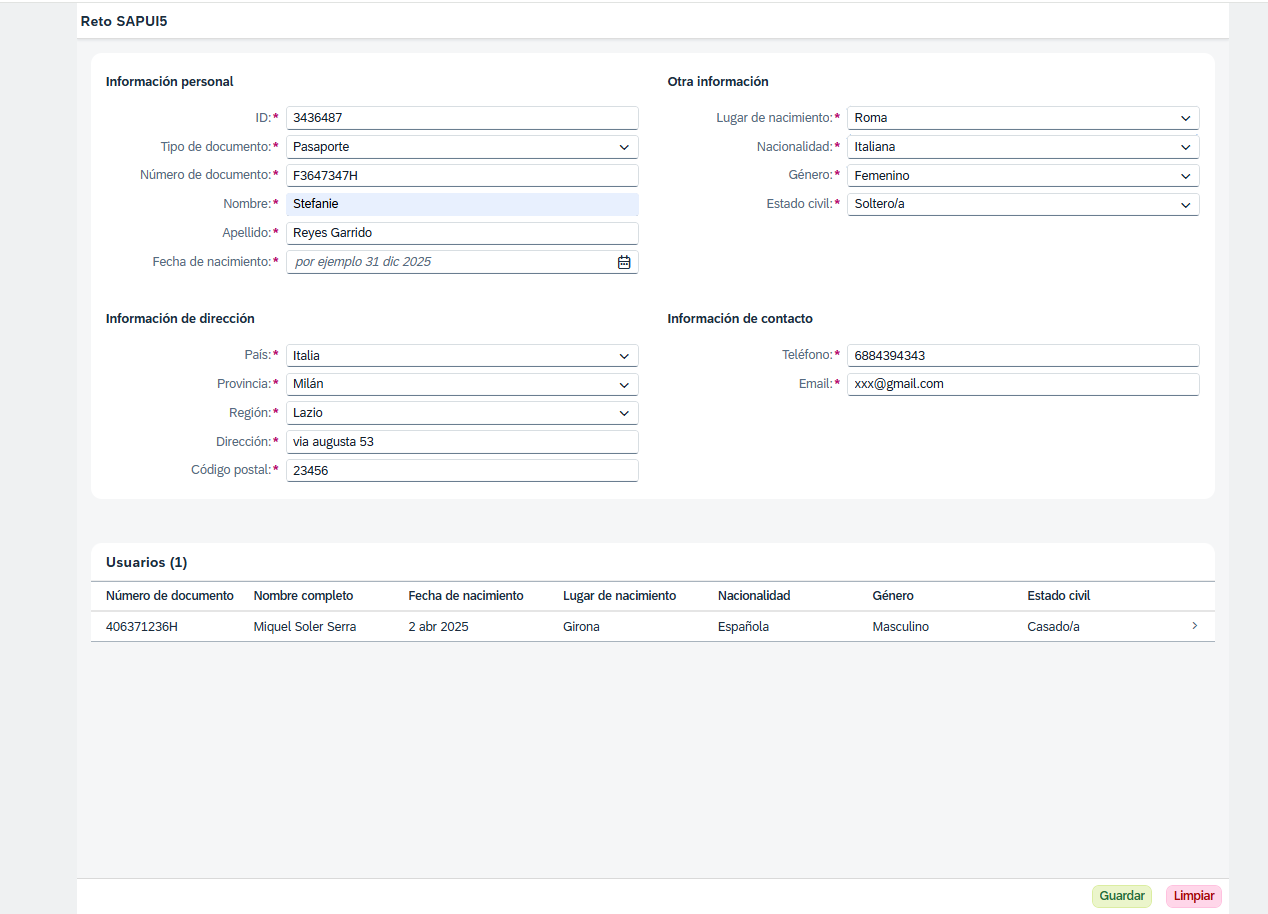 Reto SAPUI5
Información personal
ID:* 3436487
Tipo de documento:* Pasaporte
Número de documento:* F3647347H
Nombre:* Stefanie
Apellido:* Reyes Garrido
Fecha de nacimiento:* por ejemplo 31 dic 2025
Otra información
Lugar de nacimiento:* Roma
Nacionalidad:* Italiana
Género:* Femenino
Estado civil:* Soltero/a
Información de dirección
País:* Italia
Provincia:* Milán
Región:* Lazio
Dirección:* via augusta 53
Código postal:* 23456
Información de contacto
Teléfono:* 6884394343
Email:* xxx@gmail.com
Usuarios (1)
Número de documento Nombre completo Fecha de nacimiento Lugar de nacimiento Nacionalidad Género Estado civil
406371236H Miquel Soler Serra 2 abr 2025 Girona Española Masculino Casado/a
Guardar Limpiar